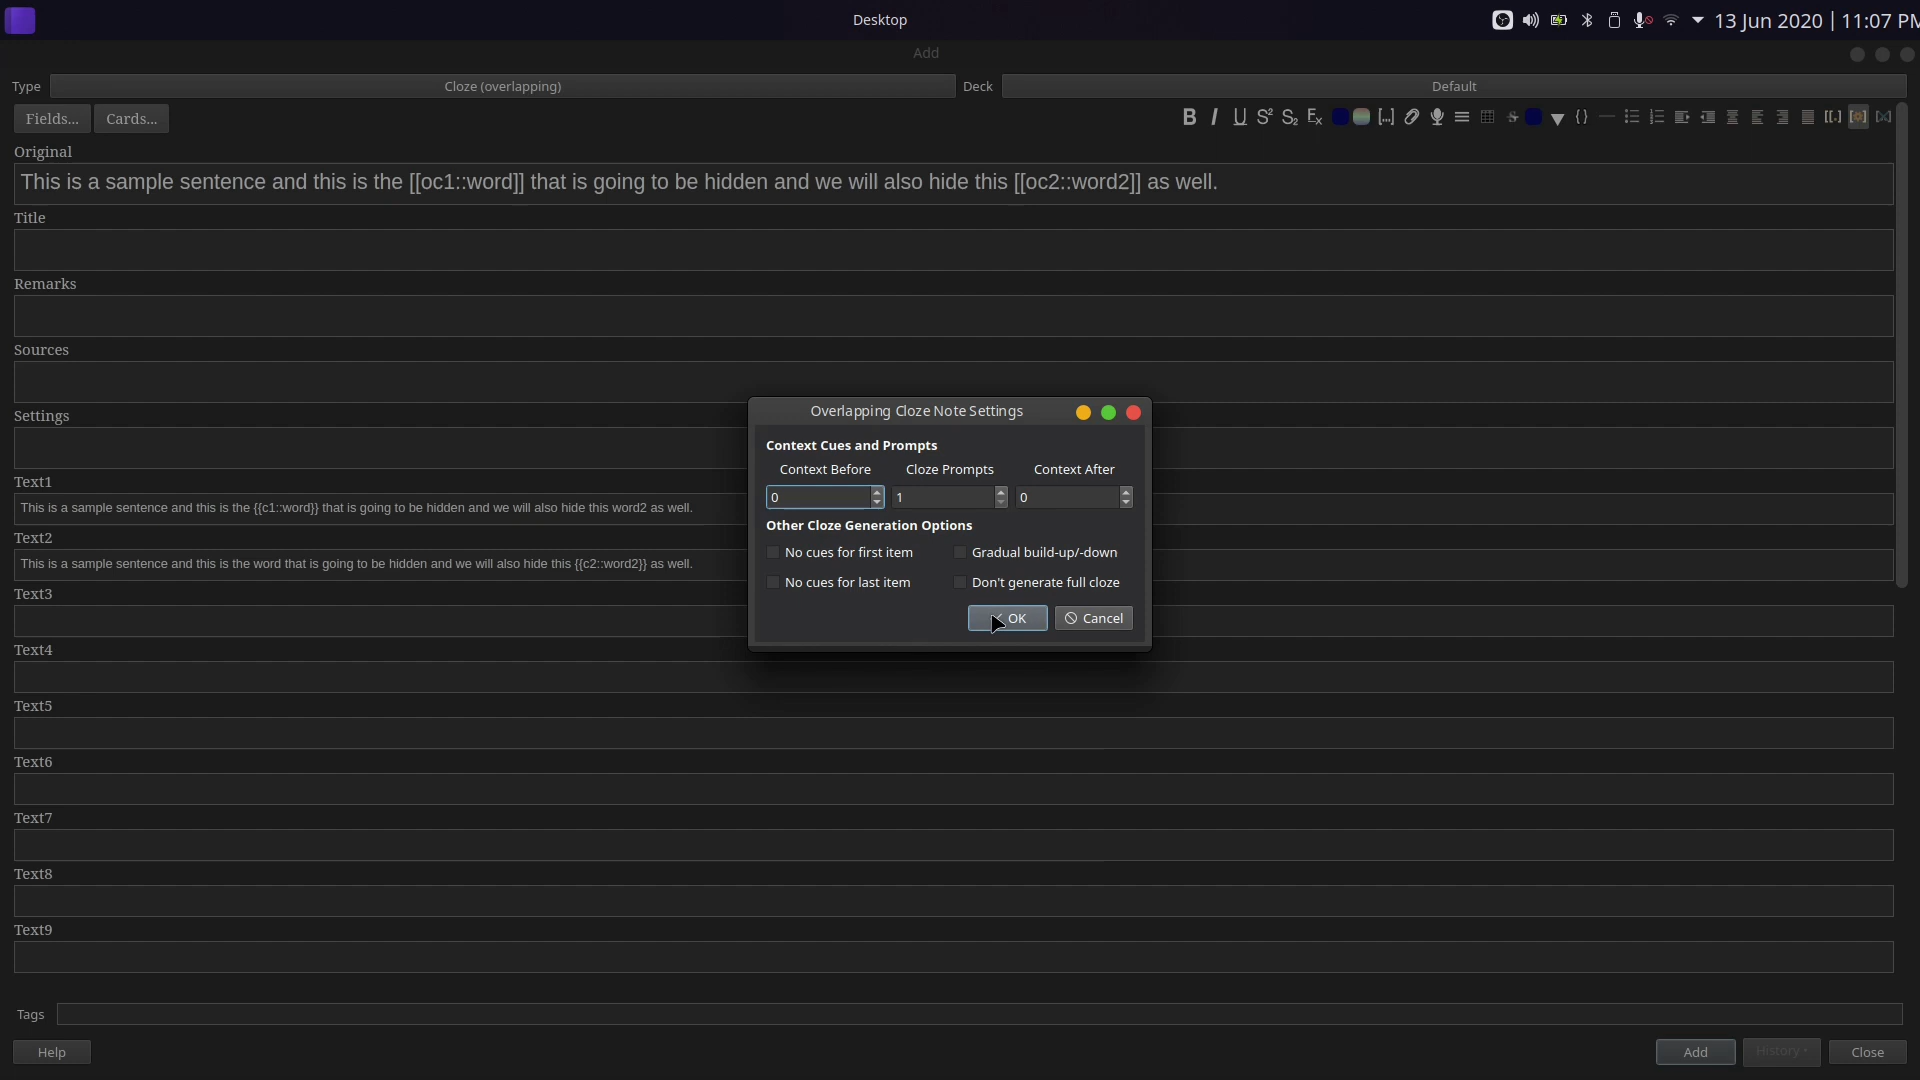 Desktop
13 Jun 2020 | 11:07 PM
Add
Type
Cloze (overlapping)
Deck
Default
Fields...
Cards...
Original
This is a sample sentence and this is the [[oc1::word]] that is going to be hidden and we will also hide this [[oc2::word2]] as well.
Title
Remarks
Sources
Settings
Text1
This is a sample sentence and this is the {{c1::word}} that is going to be hidden and we will also hide this word2 as well.
Text2
This is a sample sentence and this is the word that is going to be hidden and we will also hide this {{c2::word2}} as well.
Text3
Text4
Text5
Text6
Text7
Text8
Text9
Overlapping Cloze Note Settings
Context Cues and Prompts
Context Before
Cloze Prompts
Context After
0
1
0
Other Cloze Generation Options
No cues for first item
Gradual build-up/-down
No cues for last item
Don't generate full cloze
OK
Cancel
Tags
Help
Add
History
Close